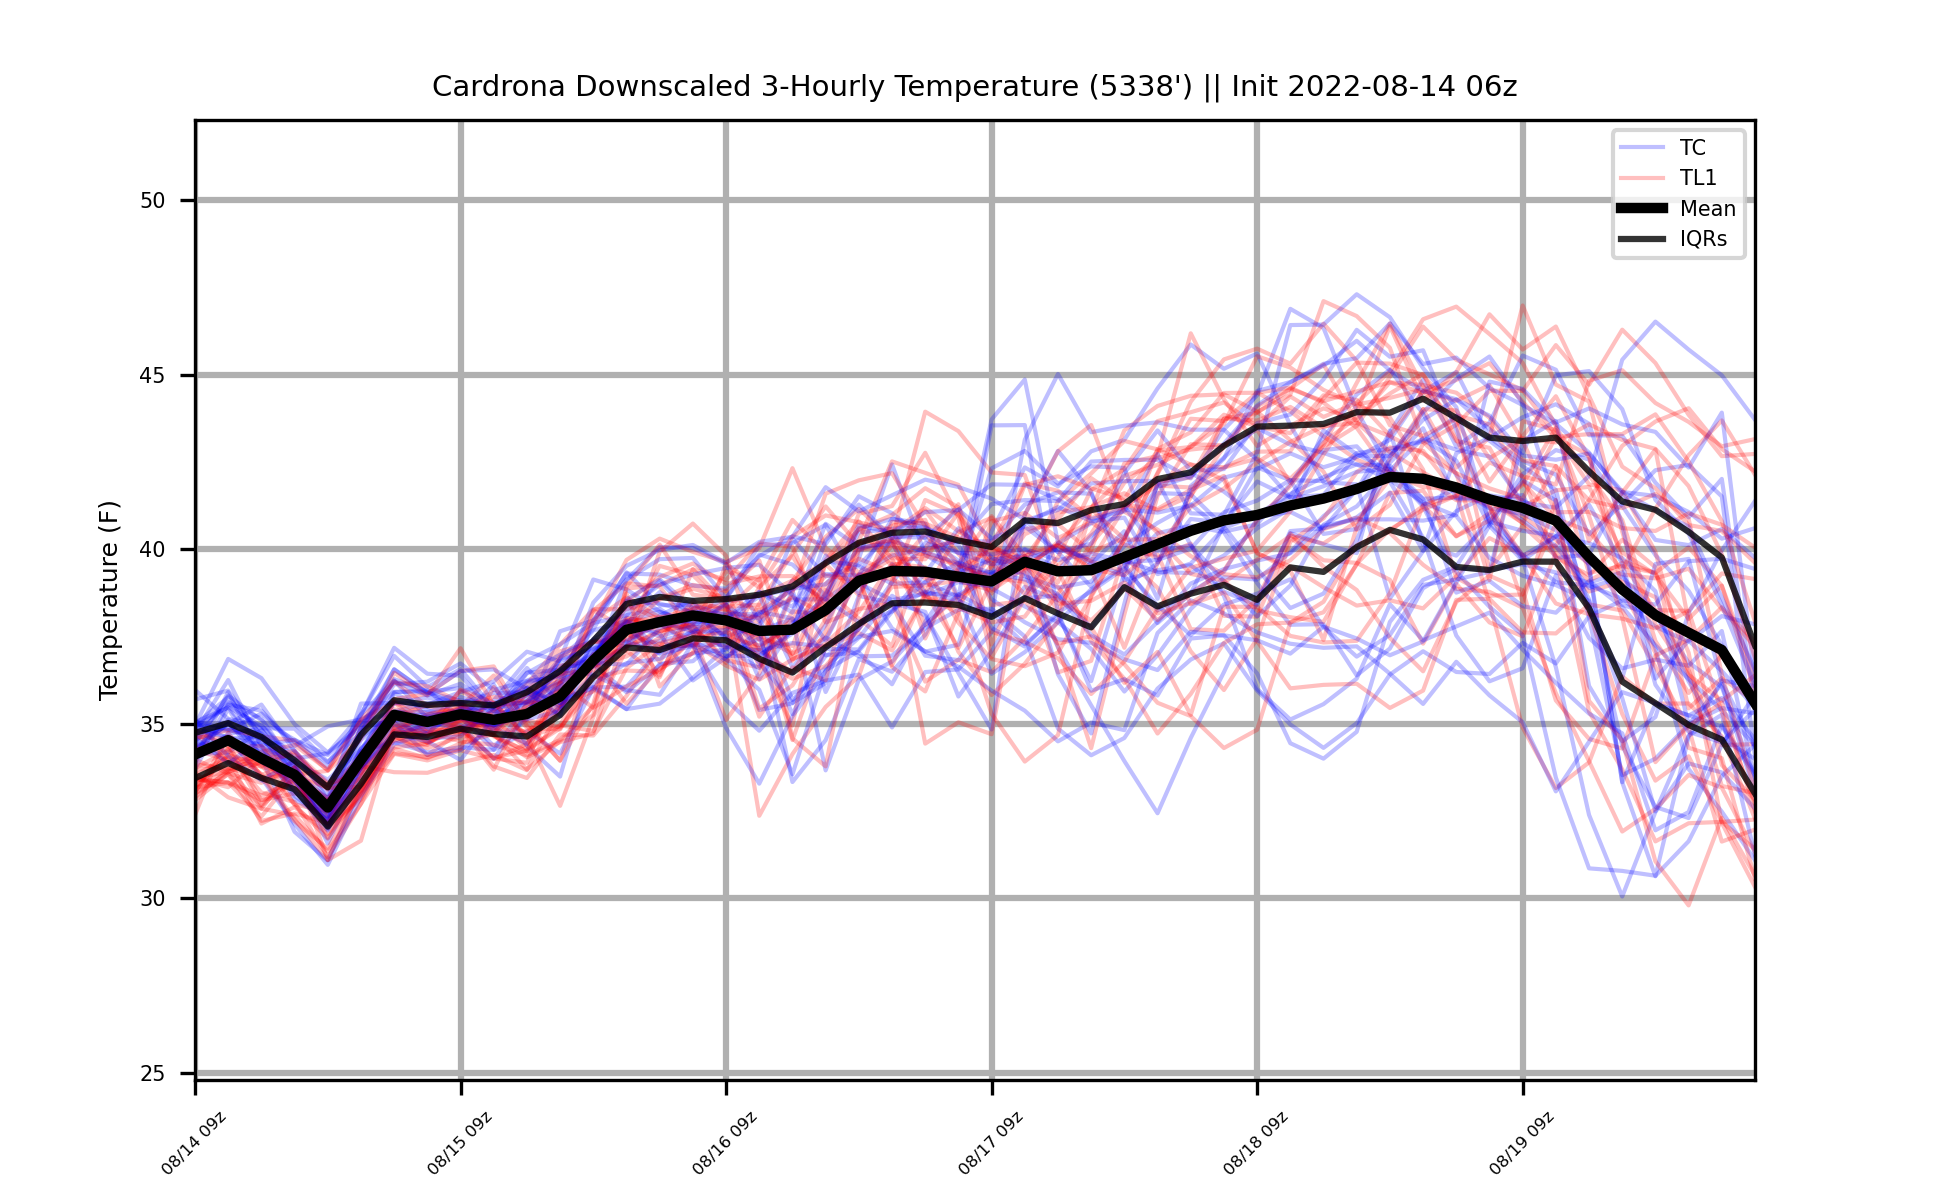 Cardrona Downscaled 3-Hourly Temperature (5338') || Init 2022-08-14 06z
TC
TL1
Mean
IQRs
Temperature (F)
50
45
40
35
30
25
08/14 09z
08/15 09z
08/16 09z
08/17 09z
08/18 09z
08/19 09z